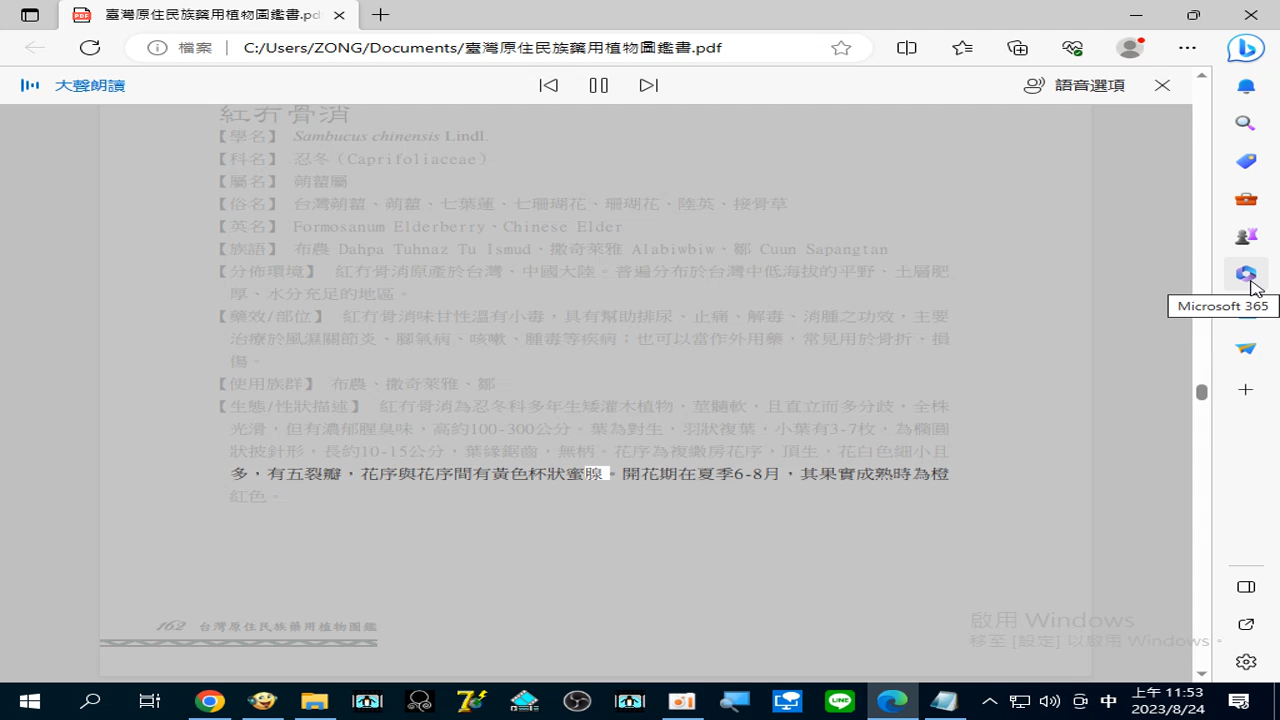 臺灣原住民族藥用植物圖鑑書.pd
檔案
C:/Users/ZONG/Documents/臺灣原住民族藥用植物圖鑑書.pdf
大聲朗讀
語音選項
紅冇骨消
【學名】 Sambucus chinensis Lindl.
【科名】 忍冬（Caprifoliaceae）
【屬名】 蒴藋屬
【俗名】 台灣蒴藋、蒴藋、七葉蓮、七珊瑚花、珊瑚花、陸英、接骨草
【英名】 Formosanum Elderberry、Chinese Elder
【族語】 布農 Dahpa Tuhnaz Tu Ismud、撒奇萊雅 Alabiwbiw、鄒 Cuun Sapangtan
【分佈環境】 紅冇骨消原產於台灣、中國大陸。普遍分布於台灣中低海拔的平野、土層肥
厚、水分充足的地區。
【藥效/部位】 紅冇骨消味甘性溫有小毒，具有幫助排尿、止痛、解毒、消腫之功效，主要
治療於風濕關節炎、腳氣病、咳嗽、腫毒等疾病；也可以當作外用藥，常見用於骨折、損
傷。
【使用族群】 布農、撒奇萊雅、鄒
【生態/性狀描述】 紅冇骨消為忍冬科多年生矮灌木植物，莖髓軟，且直立而多分歧，全株
光滑，但有濃郁腥臭味，高約100-300公分。葉為對生，羽狀複葉，小葉有3-7枚，為橢圓
狀披針形，長約10-15公分，葉緣鋸齒，無柄。花序為複繖房花序，頂生，花白色細小且
多，有五裂瓣，花序與花序間有黃色杯狀蜜腺。開花期在夏季6-8月，其果實成熟時為橙
紅色。
162 台灣原住民族藥用植物圖鑑
Microsoft 365
啟用 Windows
移至 [設定] 以啟用 Windows。
中
上午 11:53
2023/8/24